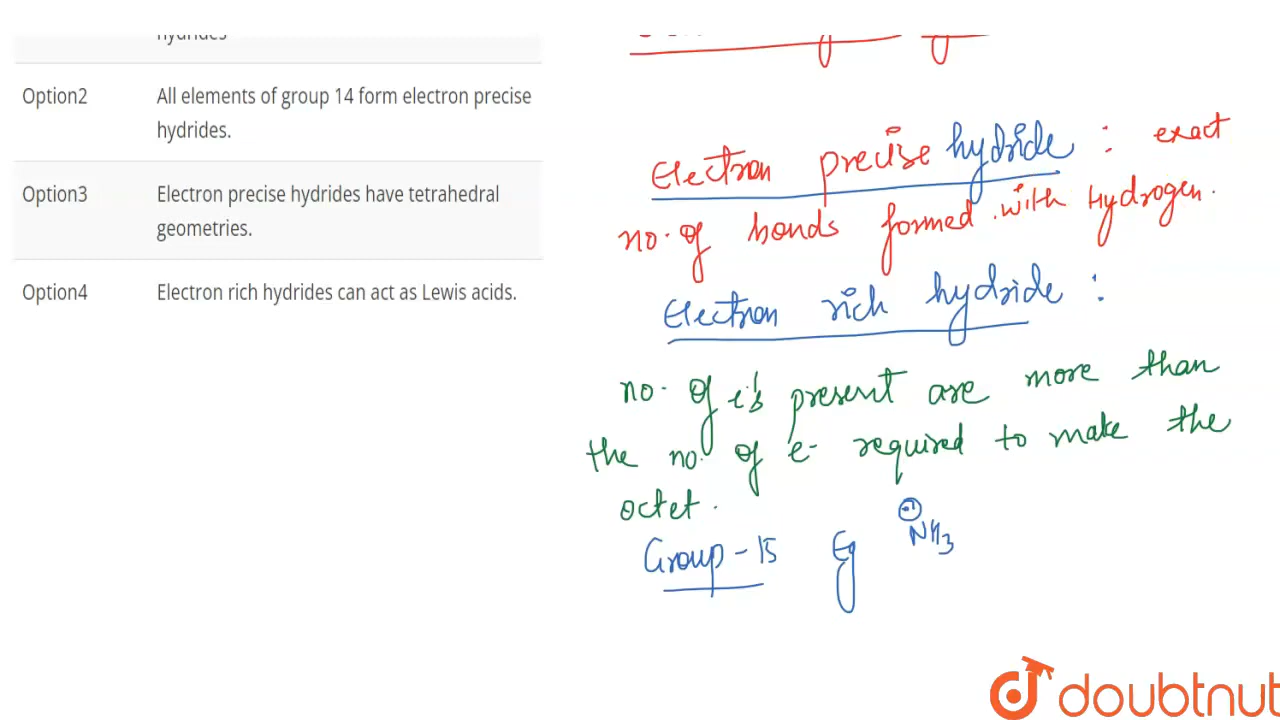 hydrides
Option2 All elements of group 14 form electron precise
hydrides.
Option3 Electron precise hydrides have tetrahedral
geometries.
Option4 Electron rich hydrides can act as Lewis acids.
Electron precise hydride : exact
no. of bonds formed with Hydrogen.
Electron rich hydride :
no. of e's present are more than
the no. of e- required to make the
octet.
Group-15 Eg NH3
doubtnut